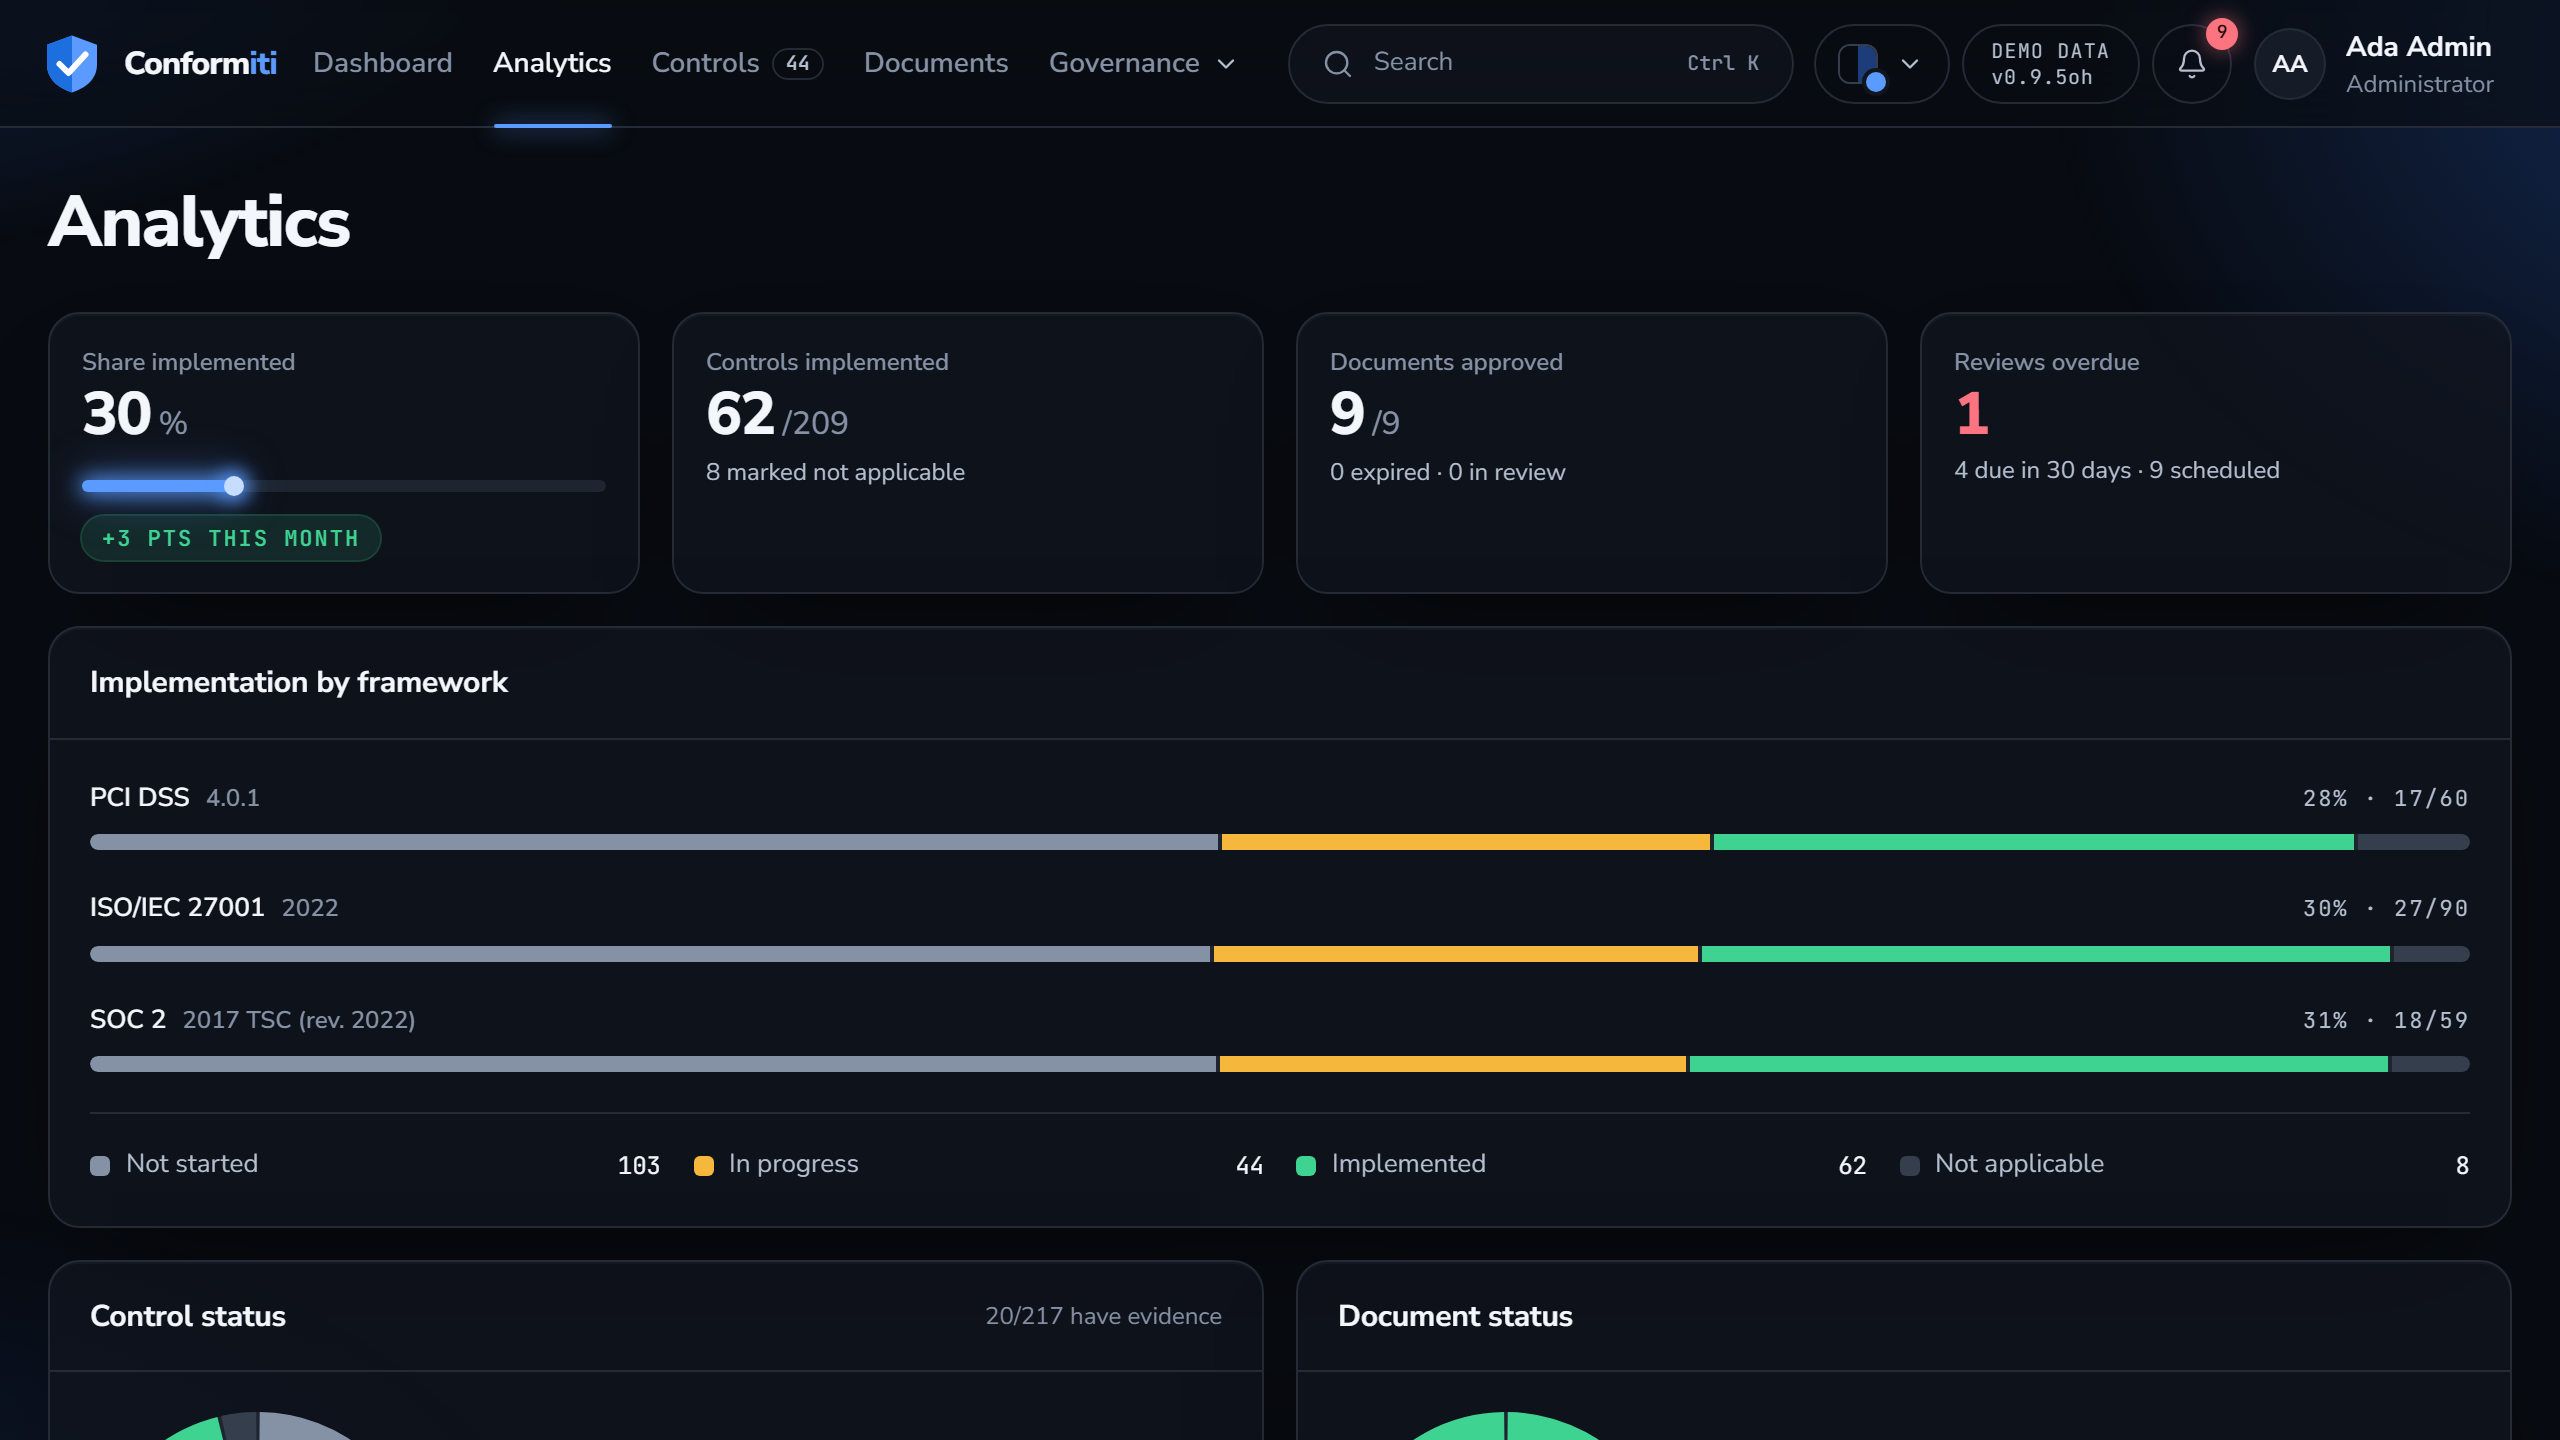 Conformiti Dashboard Analytics Controls 44 Documents Governance Search Ctrl K DEMO DATA 9 Ada Admin
v0.9.5oh AA Administrator
Analytics
Share implemented
30 %
+3 PTS THIS MONTH
Controls implemented
62 /209
8 marked not applicable
Documents approved
9 /9
0 expired · 0 in review
Reviews overdue
1
4 due in 30 days · 9 scheduled
Implementation by framework
PCI DSS 4.0.1 28% · 17/60
ISO/IEC 27001 2022 30% · 27/90
SOC 2 2017 TSC (rev. 2022) 31% · 18/59
Not started 103 In progress 44 Implemented 62 Not applicable 8
Control status 20/217 have evidence
Document status